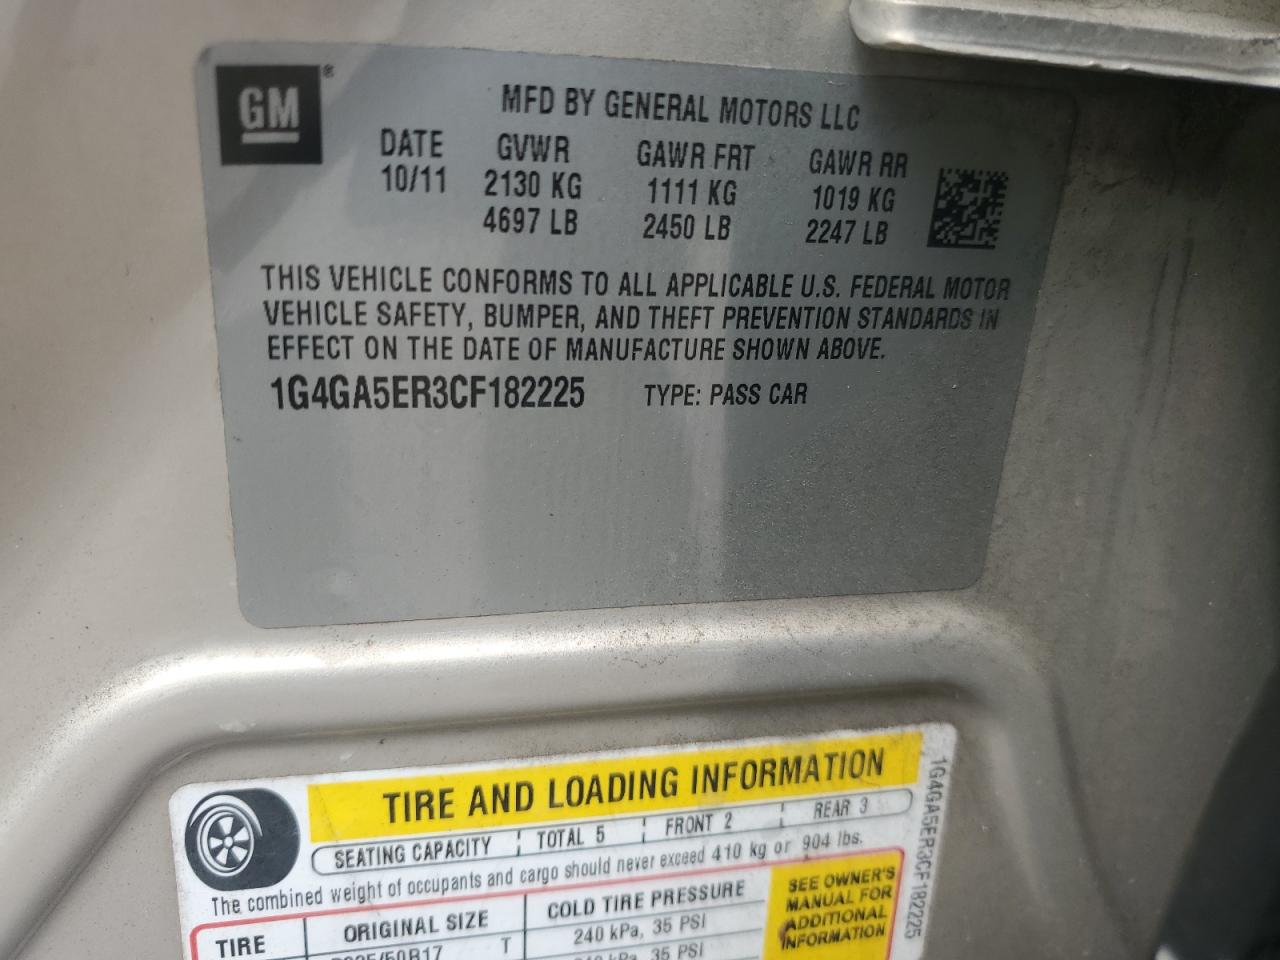 GM®
MFD BY GENERAL MOTORS LLC
DATE GVWR GAWR FRT GAWR RR
10/11 2130 KG 1111 KG 1019 KG
4697 LB 2450 LB 2247 LB
THIS VEHICLE CONFORMS TO ALL APPLICABLE U.S. FEDERAL MOTOR
VEHICLE SAFETY, BUMPER, AND THEFT PREVENTION STANDARDS IN
EFFECT ON THE DATE OF MANUFACTURE SHOWN ABOVE.
1G4GA5ER3CF182225 TYPE: PASS CAR
TIRE AND LOADING INFORMATION
SEATING CAPACITY TOTAL 5 FRONT 2 REAR 3
The combined weight of occupants and cargo should never exceed 410 kg or 904 lbs.
TIRE ORIGINAL SIZE COLD TIRE PRESSURE
T 240 kPa, 35 PSI
35 PSI
SEE OWNER'S
MANUAL FOR
ADDITIONAL
INFORMATION
1G4GA5ER3CF182225